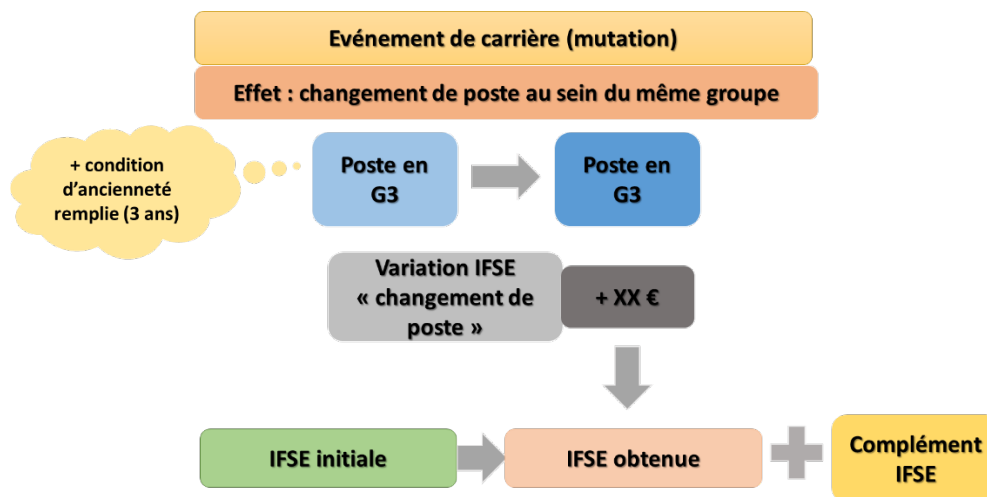 Evénement de carrière (mutation)
Effet : changement de poste au sein du même groupe
+ condition
d’ancienneté
remplie (3 ans)
Poste en
G3
Poste en
G3
Variation IFSE
« changement de
poste »
+ XX €
IFSE initiale
IFSE obtenue
Complément
IFSE